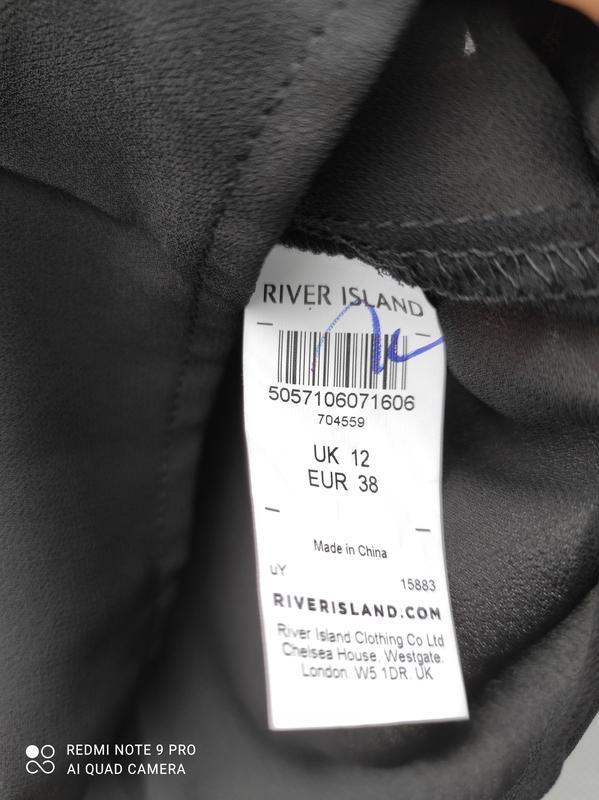 RIVER ISLAND
5057106071606
704559
UK 12
EUR 38
Made in China
uY
15883
RIVERISLAND.COM
River Island Clothing Co Ltd
Chelsea House, Westgate,
London. W5 1DR. UK
REDMI NOTE 9 PRO
AI QUAD CAMERA